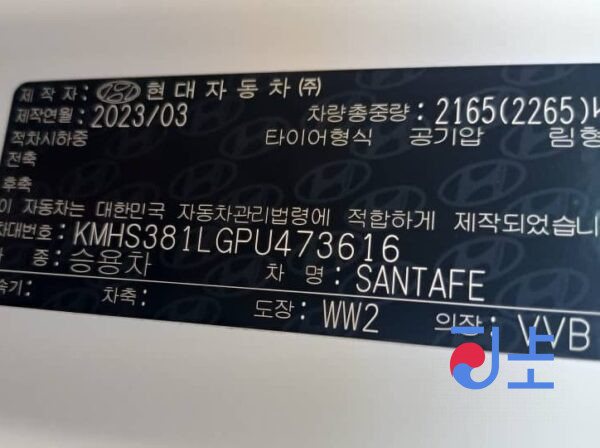 제작자: 현대자동차㈜
제작연월: 2023/03 차량총중량: 2165(2265)k
적차시하중 타이어형식 공기압 림형
전축
후축
이 자동차는 대한민국 자동차관리법령에 적합하게 제작되었습니
차대번호: KMHS381LGPU473616
차 종: 승용차 차 명: SANTAFE
속기: 차축: 도장: WW2 의장: VVB